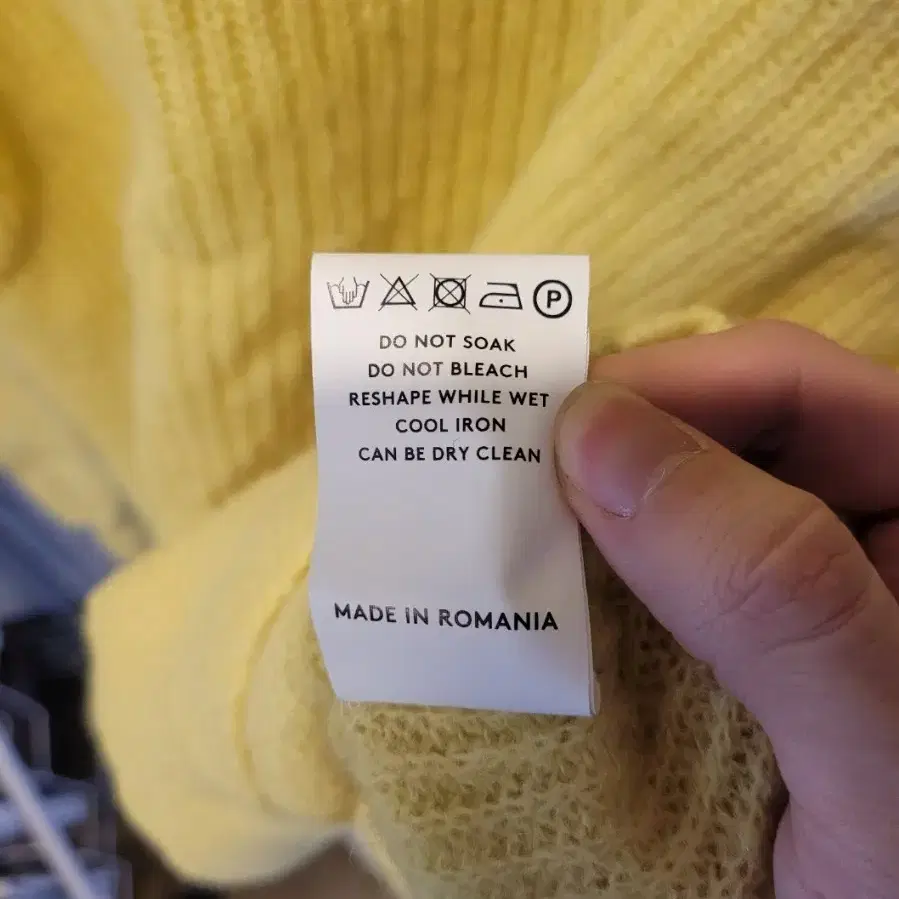 P
DO NOT SOAK
DO NOT BLEACH
RESHAPE WHILE WET
COOL IRON
CAN BE DRY CLEAN
MADE IN ROMANIA